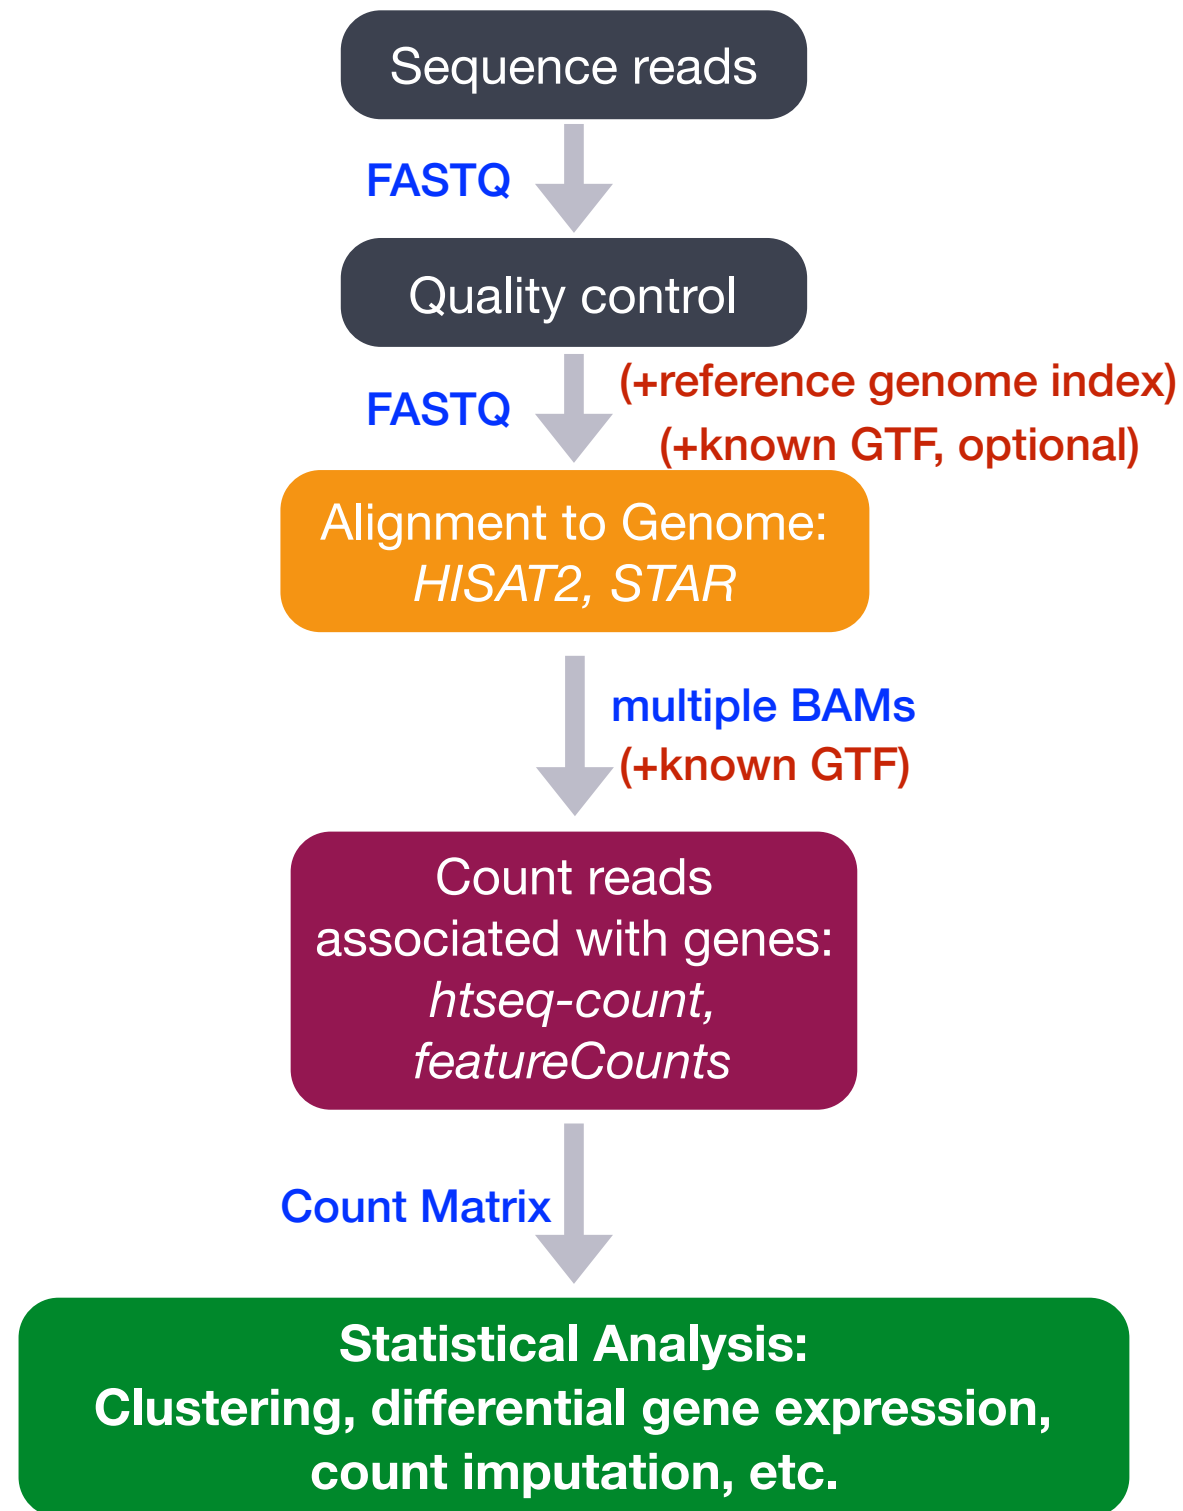 Sequence reads
FASTQ
Quality control
FASTQ
(+reference genome index)
(+known GTF, optional)
Alignment to Genome:
HISAT2, STAR
multiple BAMs
(+known GTF)
Count reads
associated with genes:
htseq-count,
featureCounts
Count Matrix
Statistical Analysis:
Clustering, differential gene expression,
count imputation, etc.